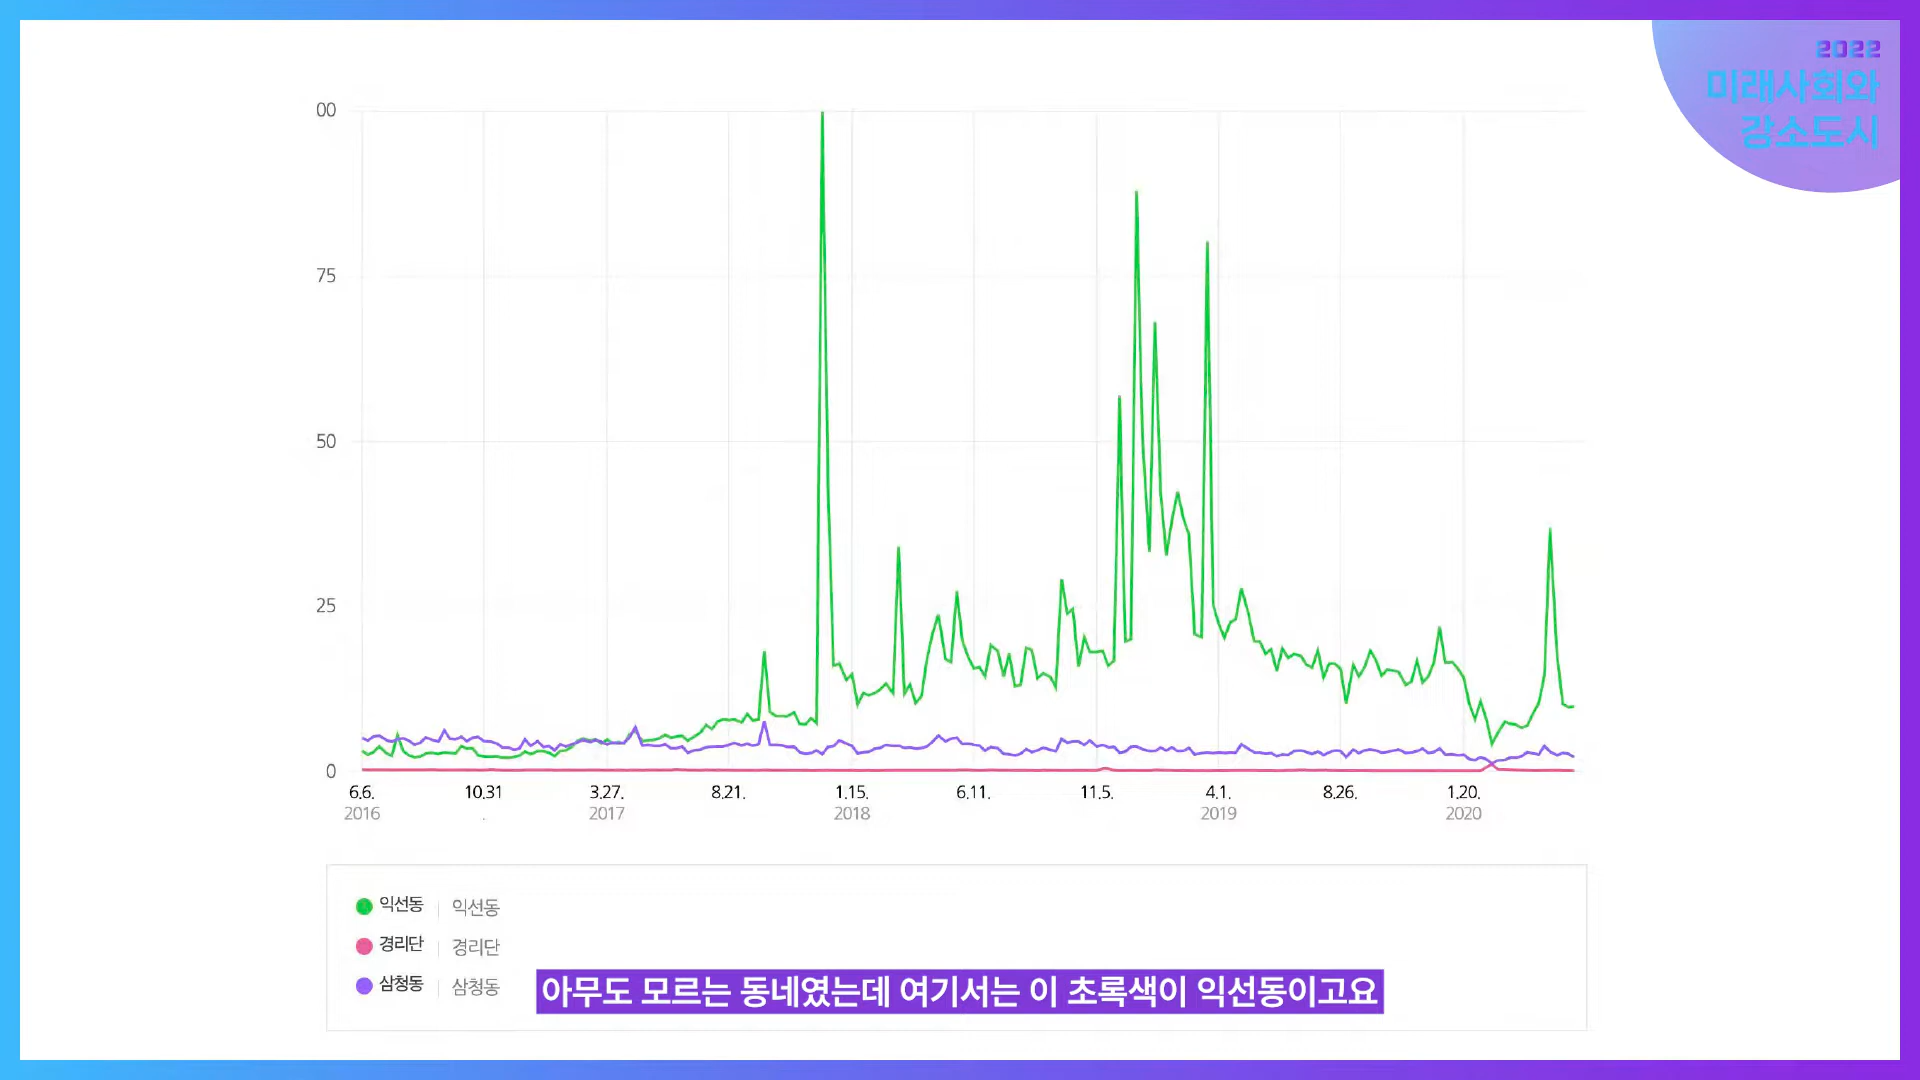 2022
미래사회와
강소도시
00
75
50
25
0
6.6. 10.31 3.27. 8.21. 1.15. 6.11. 11.5. 4.1. 8.26. 1.20.
2016 . 2017 2018 2019 2020
익선동 익선동
경리단 경리단
삼청동 삼청동
아무도 모르는 동네였는데 여기서는 이 초록색이 익선동이고요